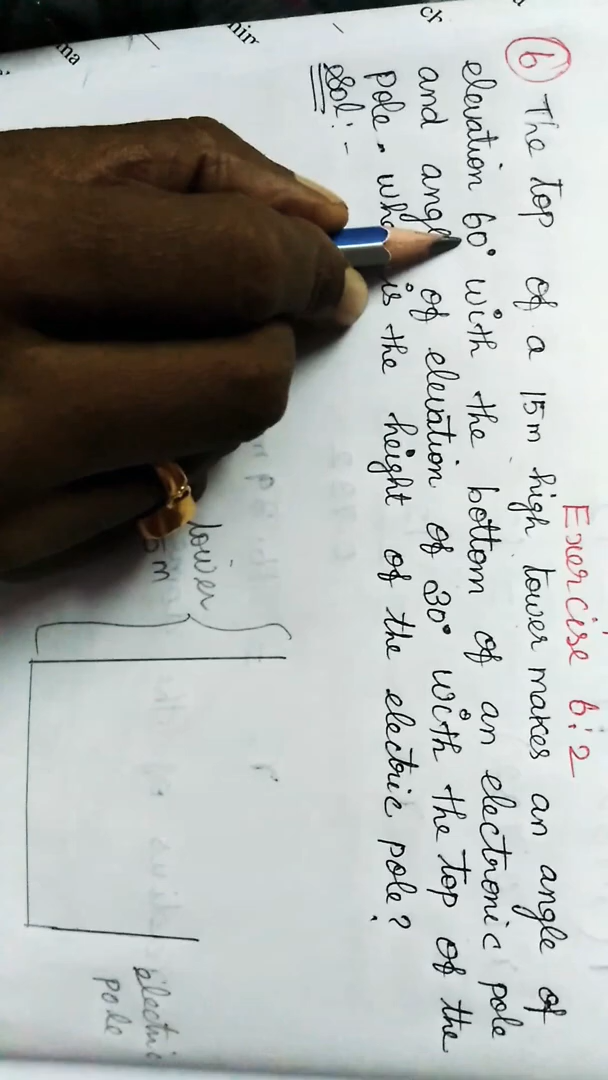 Exercise 6.2
6 The top of a 15m high tower makes an angle of
elevation 60° with the bottom of an electronic pole
and angle of elevation of 30° with the top of the
pole. is the height of the electric pole?
Sol:-
tower
5m
electric
pole